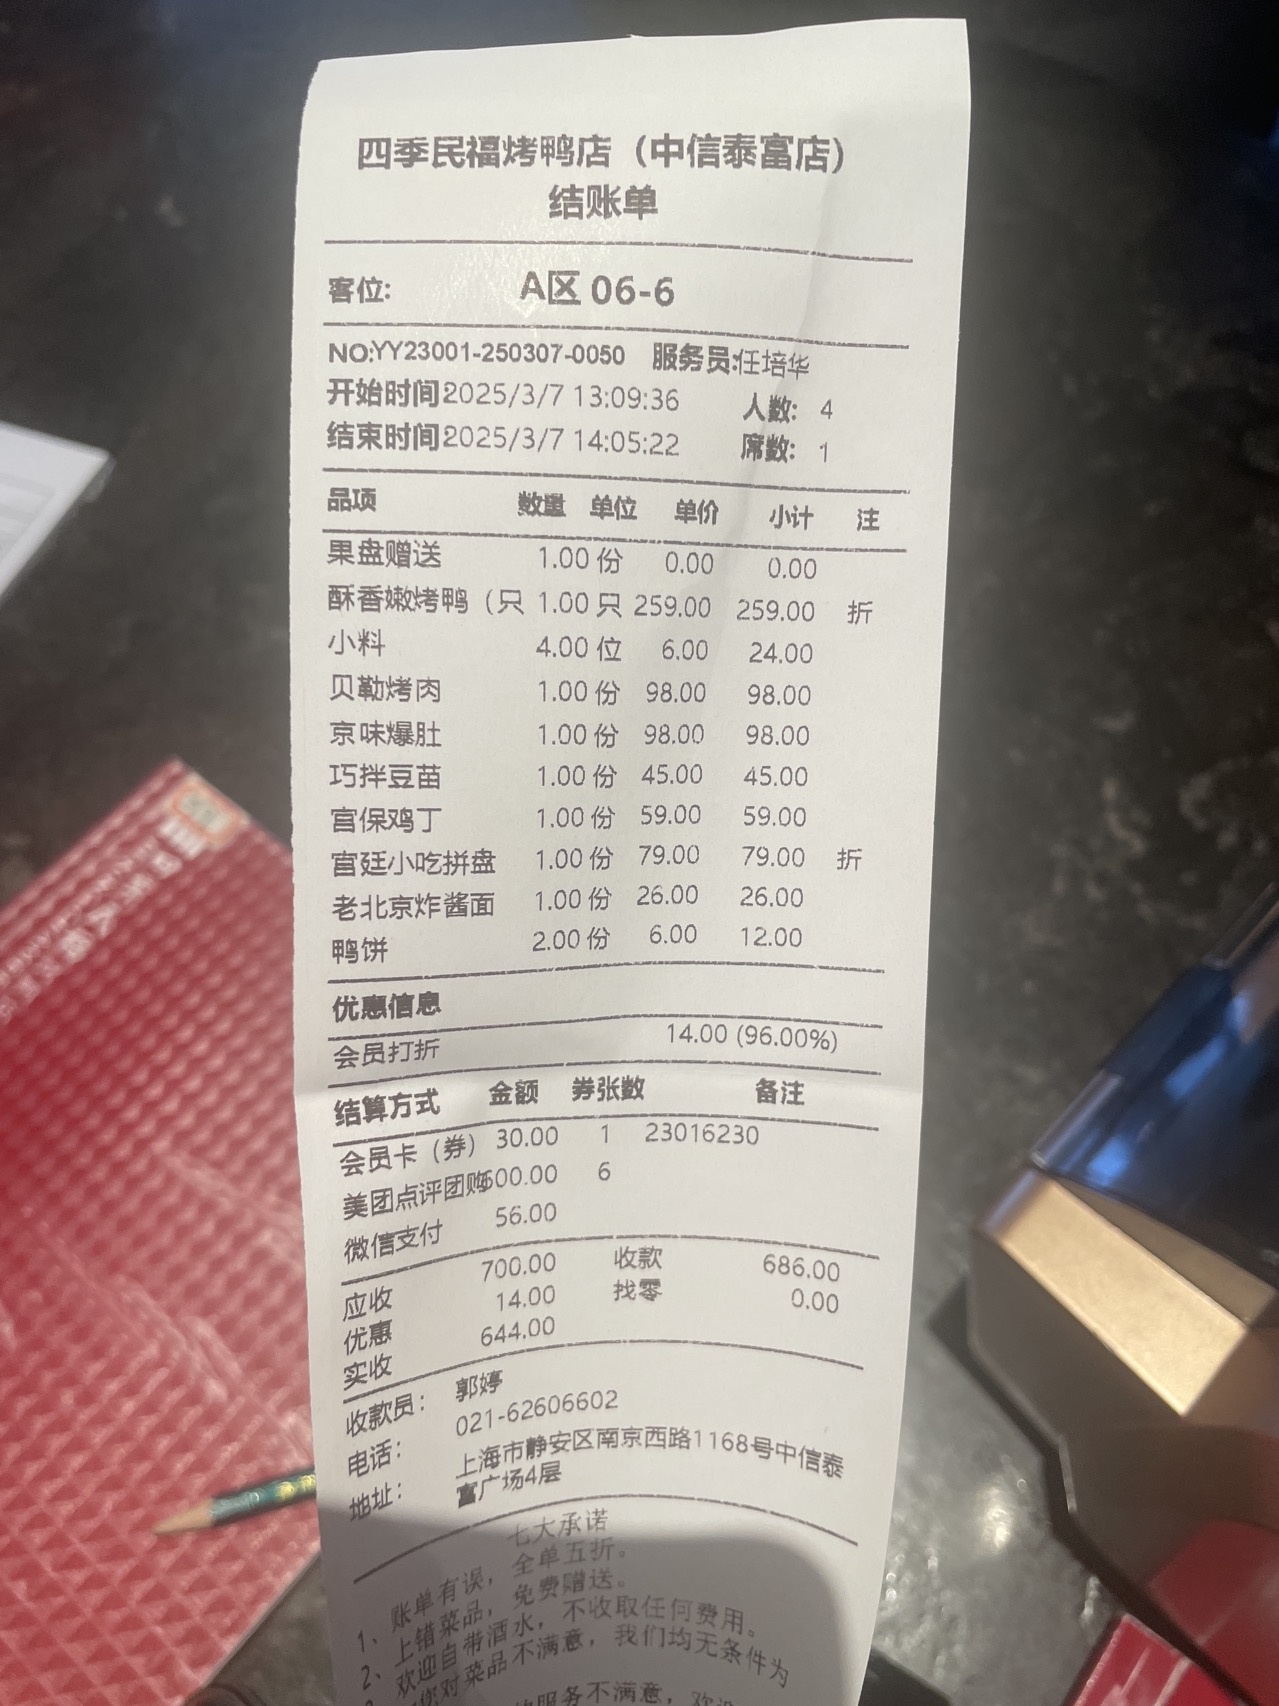 四季民福烤鸭店（中信泰富店）
结账单
客位: A区 06-6
NO:YY23001-250307-0050 服务员:任培华
开始时间2025/3/7 13:09:36 人数: 4
结束时间2025/3/7 14:05:22 席数: 1
品项 数量 单位 单价 小计 注
果盘赠送 1.00 份 0.00 0.00
酥香嫩烤鸭（只 1.00 只 259.00 259.00 折
小料 4.00 位 6.00 24.00
贝勒烤肉 1.00 份 98.00 98.00
京味爆肚 1.00 份 98.00 98.00
巧拌豆苗 1.00 份 45.00 45.00
宫保鸡丁 1.00 份 59.00 59.00
宫廷小吃拼盘 1.00 份 79.00 79.00 折
老北京炸酱面 1.00 份 26.00 26.00
鸭饼 2.00 份 6.00 12.00
优惠信息
会员打折 14.00 (96.00%)
结算方式 金额 券张数 备注
会员卡（券） 30.00 1 23016230
美团点评团购600.00 6
微信支付 56.00
应收 700.00 收款 686.00
优惠 14.00 找零 0.00
实收 644.00
收款员： 郭婷
电话： 021-62606602
地址： 上海市静安区南京西路1168号中信泰
富广场4层
七大承诺
1、账单有误，全单五折。
2、上错菜品，免费赠送。
欢迎自带酒水，不收取任何费用。
您对菜品不满意，我们均无条件为
服务不满意，欢迎